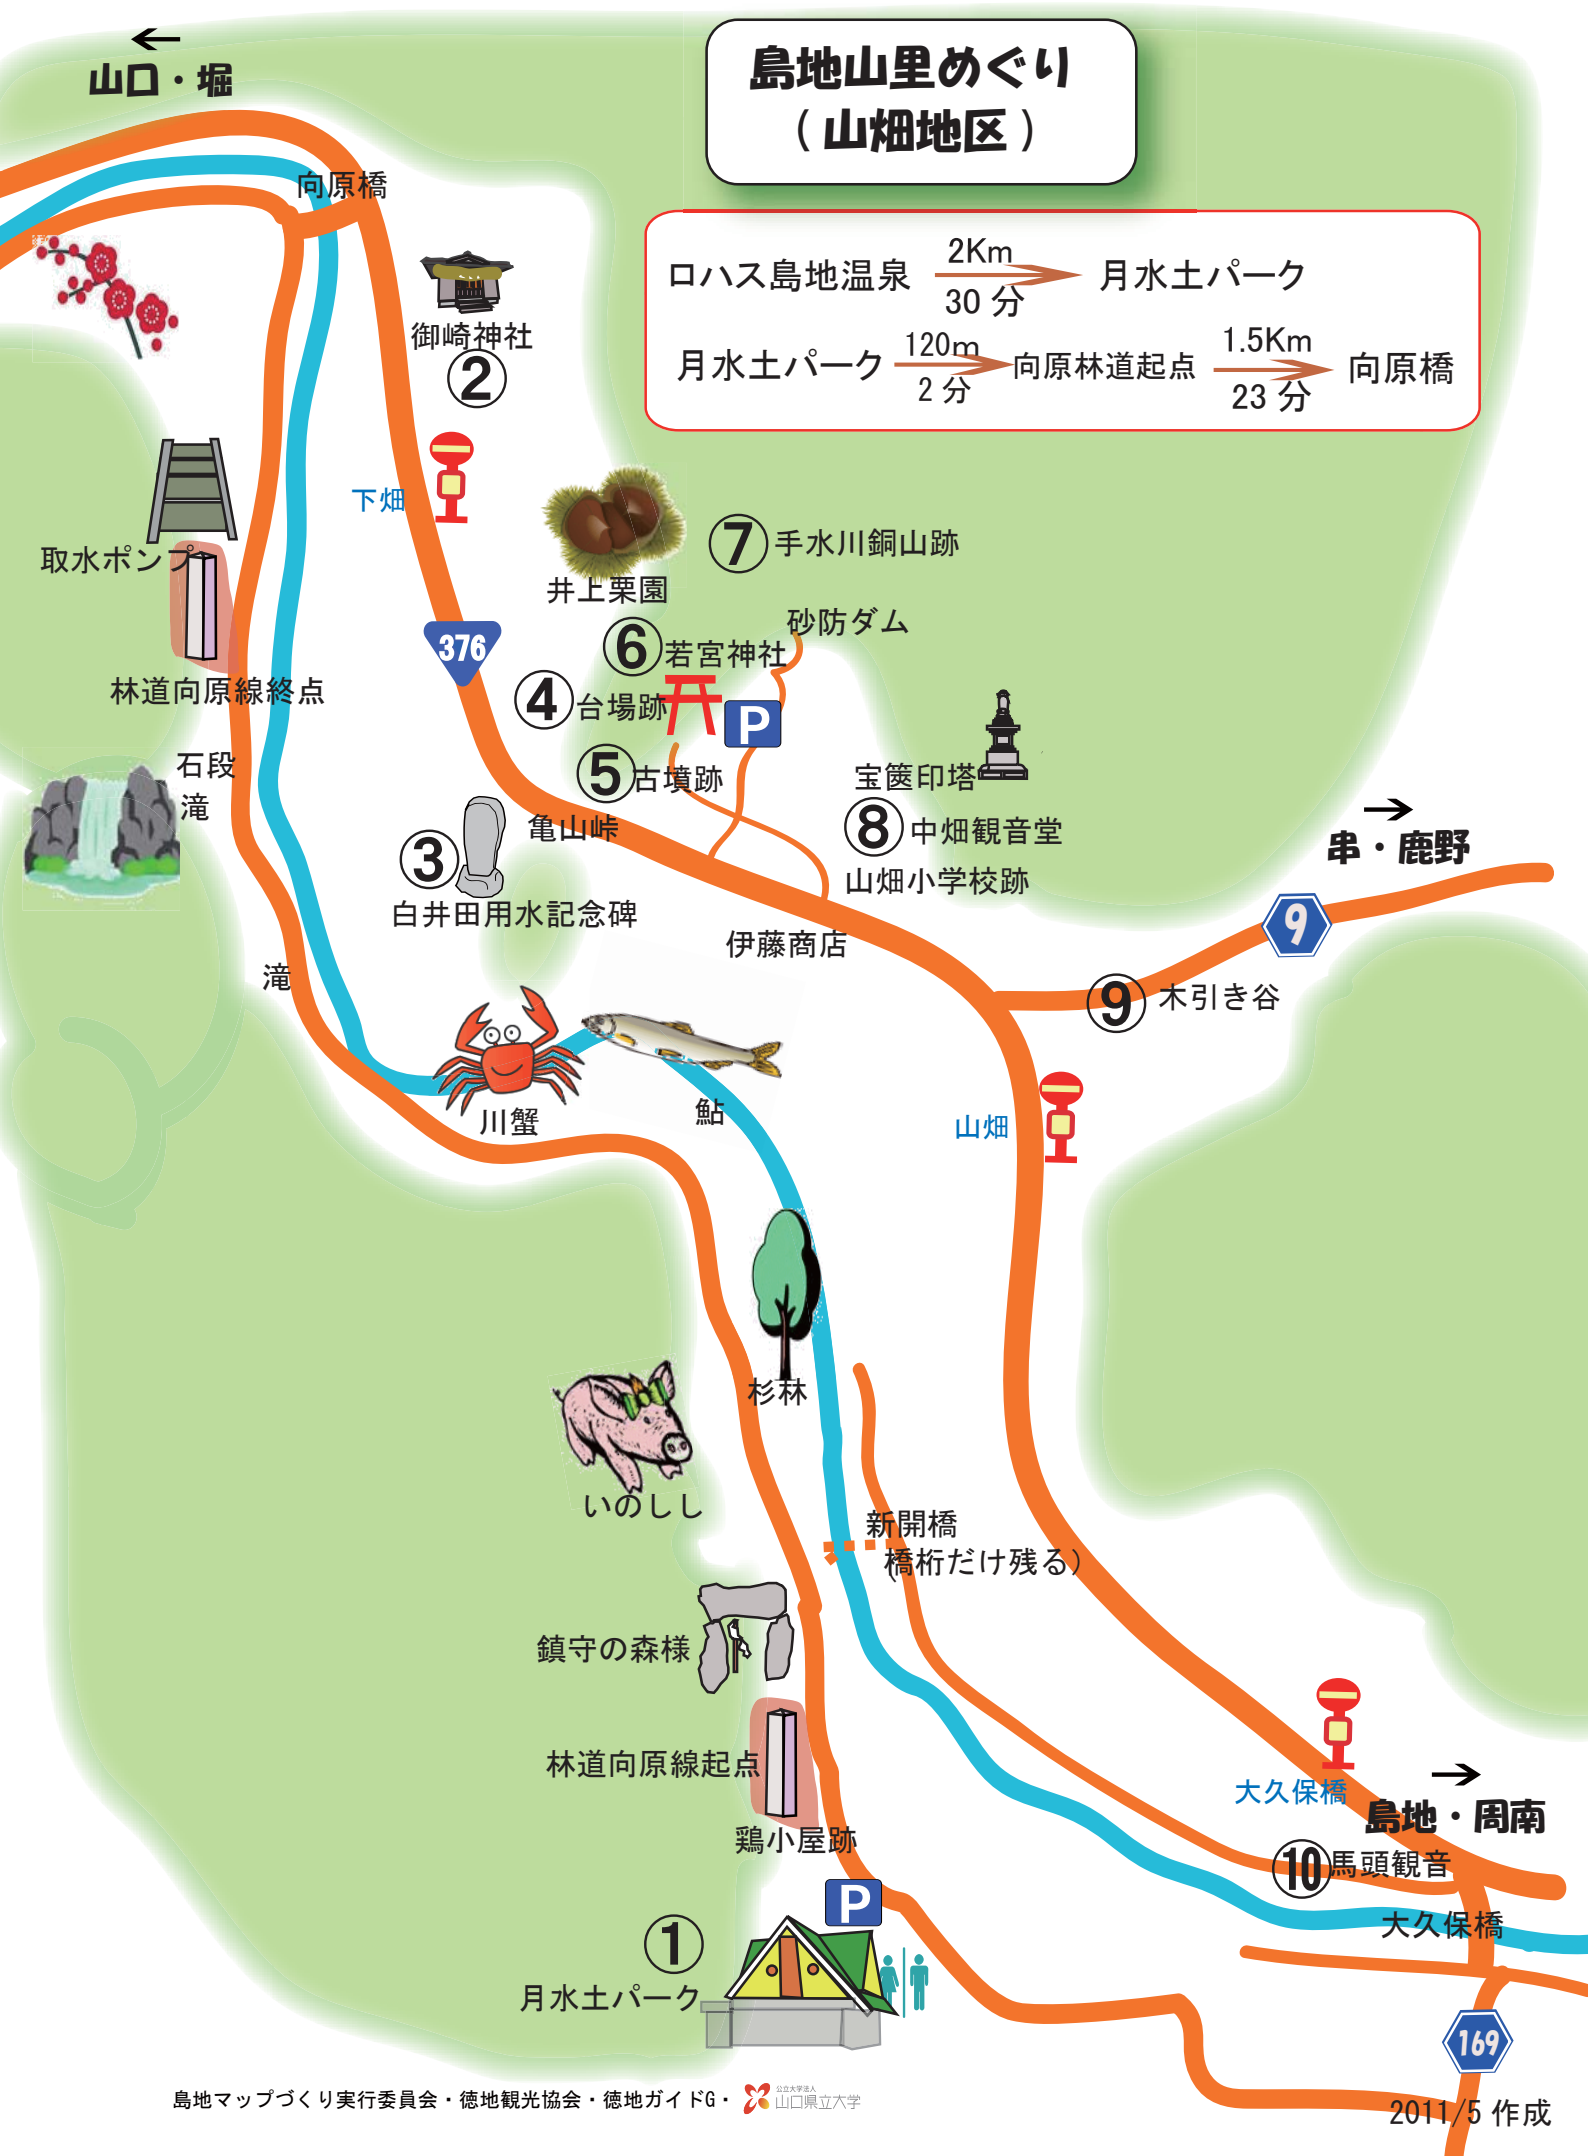 ←
山口・堀
島地山里めぐり
(山畑地区)
ロハス島地温泉 2Km 30分 月水土パーク
月水土パーク 120m 2分 向原林道起点 1.5Km 23分 向原橋
向原橋
御崎神社
②
下畑
井上栗園
⑦手水川銅山跡
取水ポンプ
砂防ダム
⑥若宮神社
376
林道向原線終点
④台場跡
P
石段
滝
⑤古墳跡
宝篋印塔
亀山峠
⑧中畑観音堂
→
串・鹿野
③
山畑小学校跡
白井田用水記念碑
9
伊藤商店
滝
⑨木引き谷
川蟹
鮎
山畑
杉林
いのしし
新開橋
(橋桁だけ残る)
鎮守の森様
林道向原線起点
→
大久保橋
島地・周南
鶏小屋跡
⑩馬頭観音
P
①
大久保橋
月水土パーク
169
島地マップづくり実行委員会・徳地観光協会・徳地ガイドG・
公立大学法人
山口県立大学
2011/5 作成